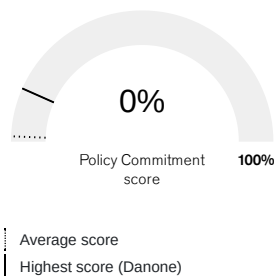 0%
Policy Commitment
score
100%
Average score
Highest score (Danone)